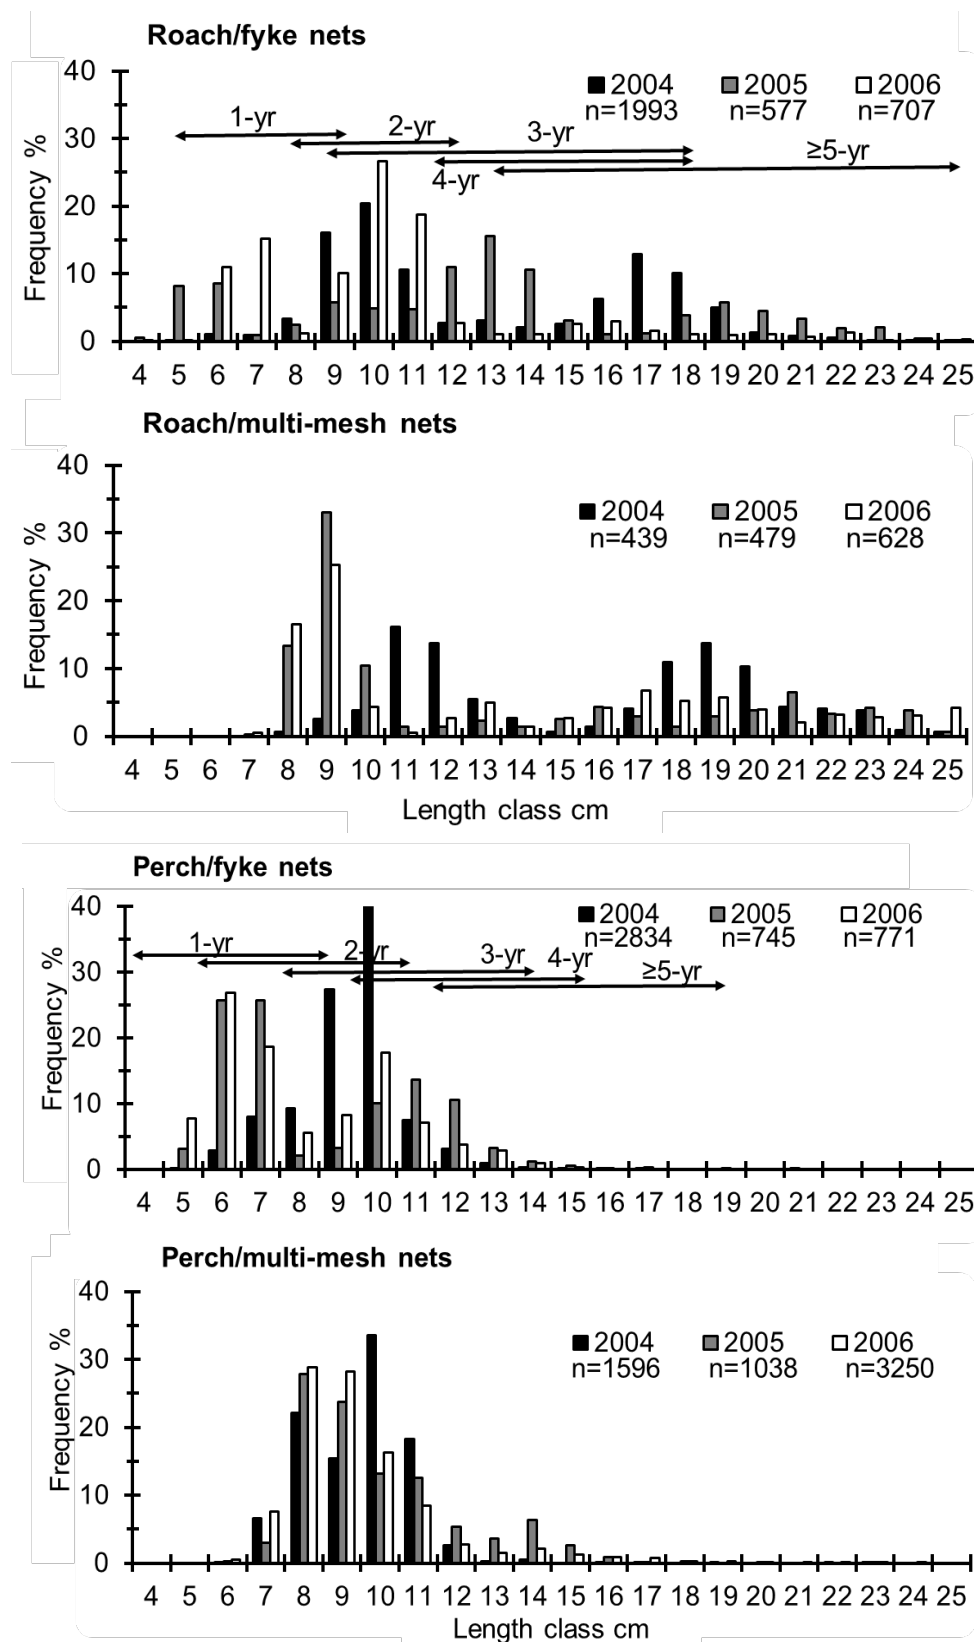 Roach/fyke nets
40
30
20
10
0
Frequency %
2004 2005 2006
n=1993 n=577 n=707
1-yr 2-yr 3-yr ≥5-yr
4-yr
4 5 6 7 8 9 10 11 12 13 14 15 16 17 18 19 20 21 22 23 24 25
Roach/multi-mesh nets
40
30
20
10
0
Frequency %
2004 2005 2006
n=439 n=479 n=628
4 5 6 7 8 9 10 11 12 13 14 15 16 17 18 19 20 21 22 23 24 25
Length class cm
Perch/fyke nets
40
30
20
10
0
Frequency %
2004 2005 2006
n=2834 n=745 n=771
1-yr 2-yr 3-yr 4-yr ≥5-yr
4 5 6 7 8 9 10 11 12 13 14 15 16 17 18 19 20 21 22 23 24 25
Perch/multi-mesh nets
40
30
20
10
0
Frequency %
2004 2005 2006
n=1596 n=1038 n=3250
4 5 6 7 8 9 10 11 12 13 14 15 16 17 18 19 20 21 22 23 24 25
Length class cm